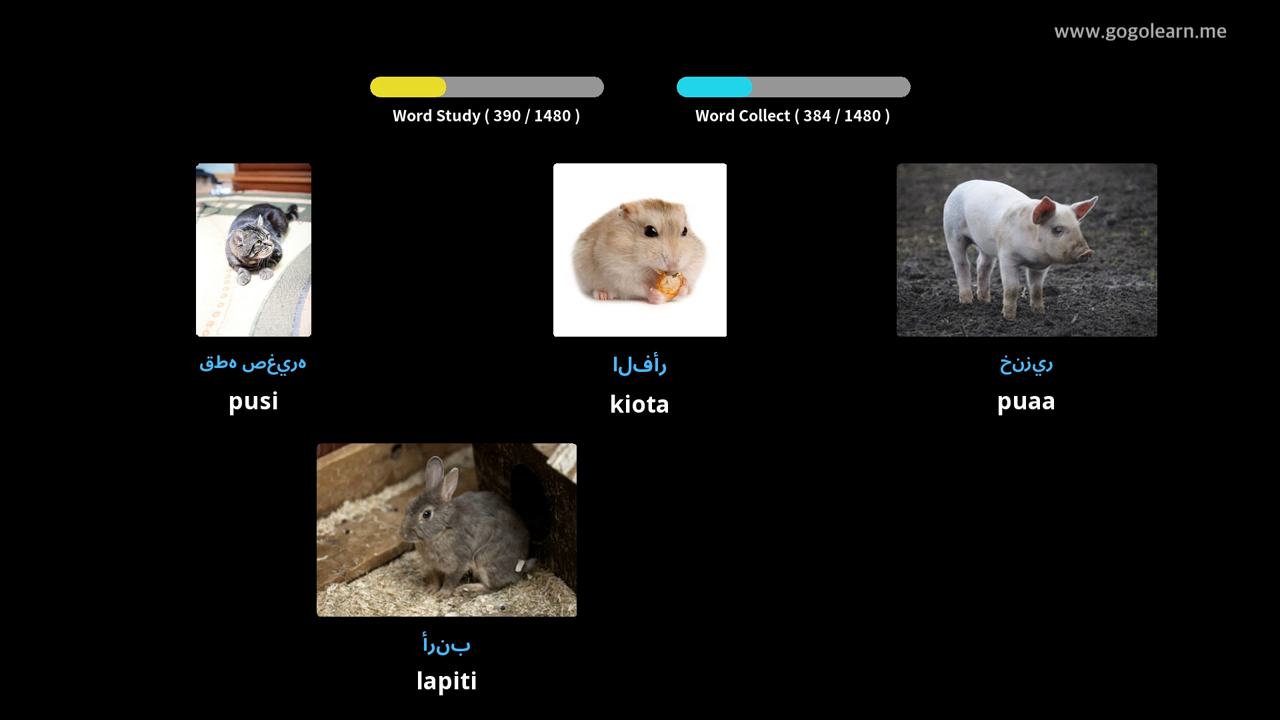 www.gogolearn.me
Word Study ( 390 / 1480 )
Word Collect ( 384 / 1480 )
قطه صغيره
الفأر
خنزير
pusi
kiota
puaa
أرنب
lapiti